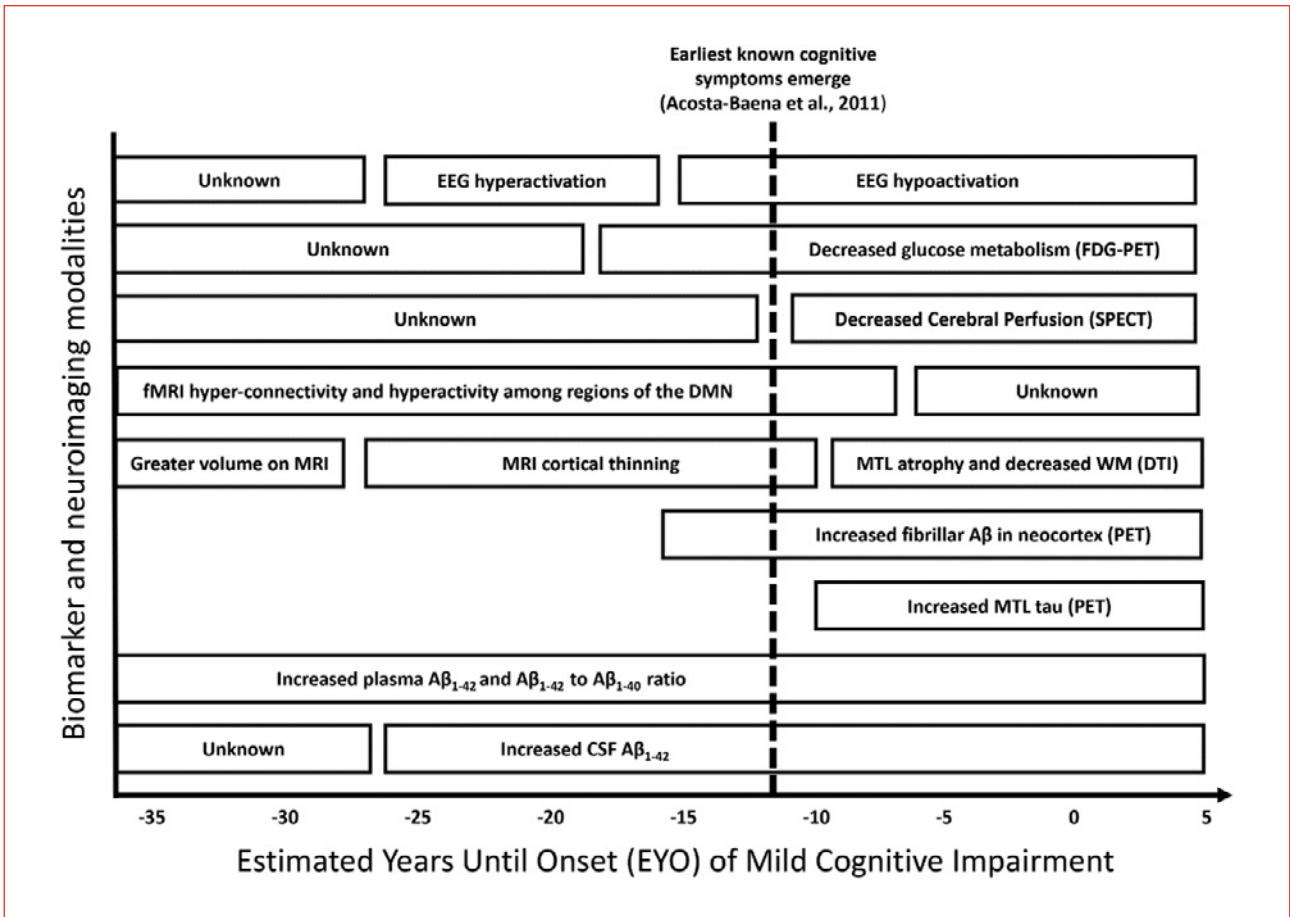 Earliest known cognitive
symptoms emerge
(Acosta-Baena et al., 2011)
Biomarker and neuroimaging modalities
Unknown
EEG hyperactivation
EEG hypoactivation
Unknown
Decreased glucose metabolism (FDG-PET)
Unknown
Decreased Cerebral Perfusion (SPECT)
fMRI hyper-connectivity and hyperactivity among regions of the DMN
Unknown
Greater volume on MRI
MRI cortical thinning
MTL atrophy and decreased WM (DTI)
Increased fibrillar Aβ in neocortex (PET)
Increased MTL tau (PET)
Increased plasma Aβ₁₋₄₂ and Aβ₁₋₄₂ to Aβ₁₋₄₀ ratio
Unknown
Increased CSF Aβ₁₋₄₂
-35 -30 -25 -20 -15 -10 -5 0 5
Estimated Years Until Onset (EYO) of Mild Cognitive Impairment